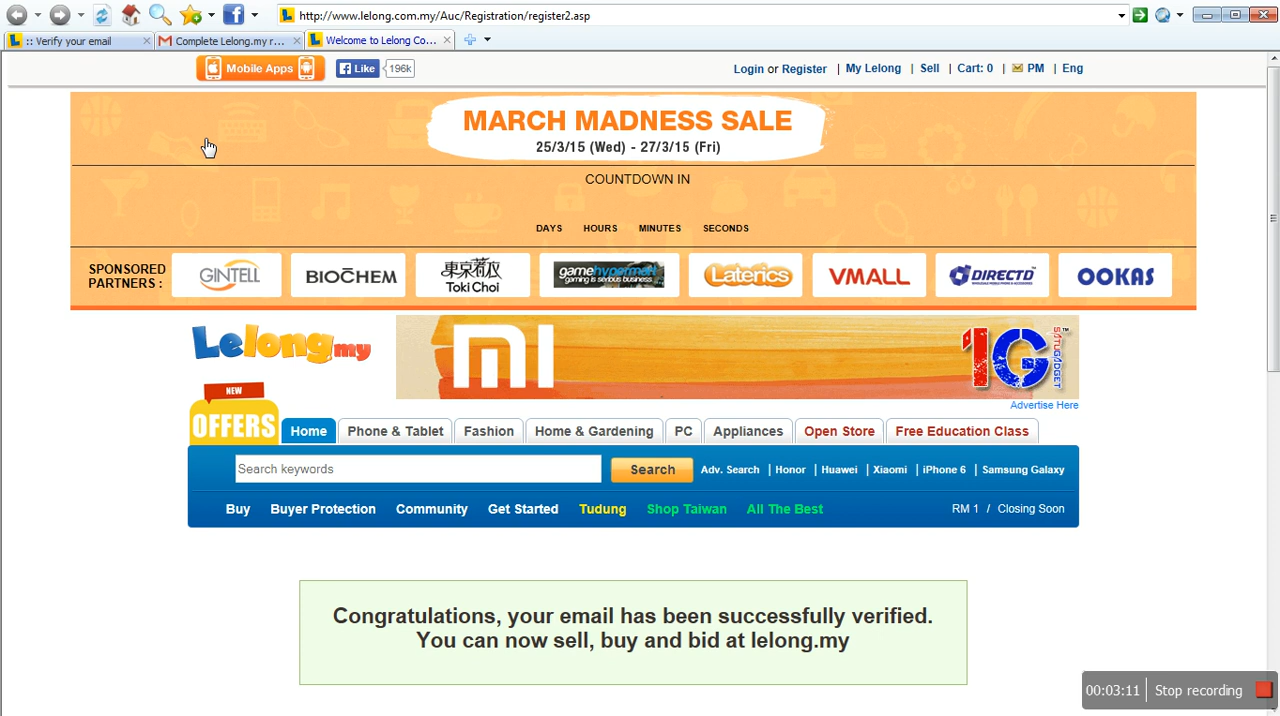 http://www.lelong.com.my/Auc/Registration/register2.asp
:: Verify your email
Complete Lelong.my r...
Welcome to Lelong Co...
Mobile Apps
Like
196k
Login or Register | My Lelong | Sell | Cart: 0 | PM | Eng
MARCH MADNESS SALE
25/3/15 (Wed) - 27/3/15 (Fri)
COUNTDOWN IN
DAYS HOURS MINUTES SECONDS
SPONSORED
PARTNERS :
GINTELL
BIOCHEM
東京着衣
Toki Choi
gamehypermart
gaming is serious business
Laterics
VMALL
DIRECTD
OOKAS
Lelong.my
mi
1G
SATUGADGET
TM
Advertise Here
NEW
OFFERS
Home
Phone & Tablet
Fashion
Home & Gardening
PC
Appliances
Open Store
Free Education Class
Search keywords
Search
Adv. Search | Honor | Huawei | Xiaomi | iPhone 6 | Samsung Galaxy
Buy Buyer Protection Community Get Started Tudung Shop Taiwan All The Best
RM 1 / Closing Soon
Congratulations, your email has been successfully verified.
You can now sell, buy and bid at lelong.my
00:03:11 Stop recording